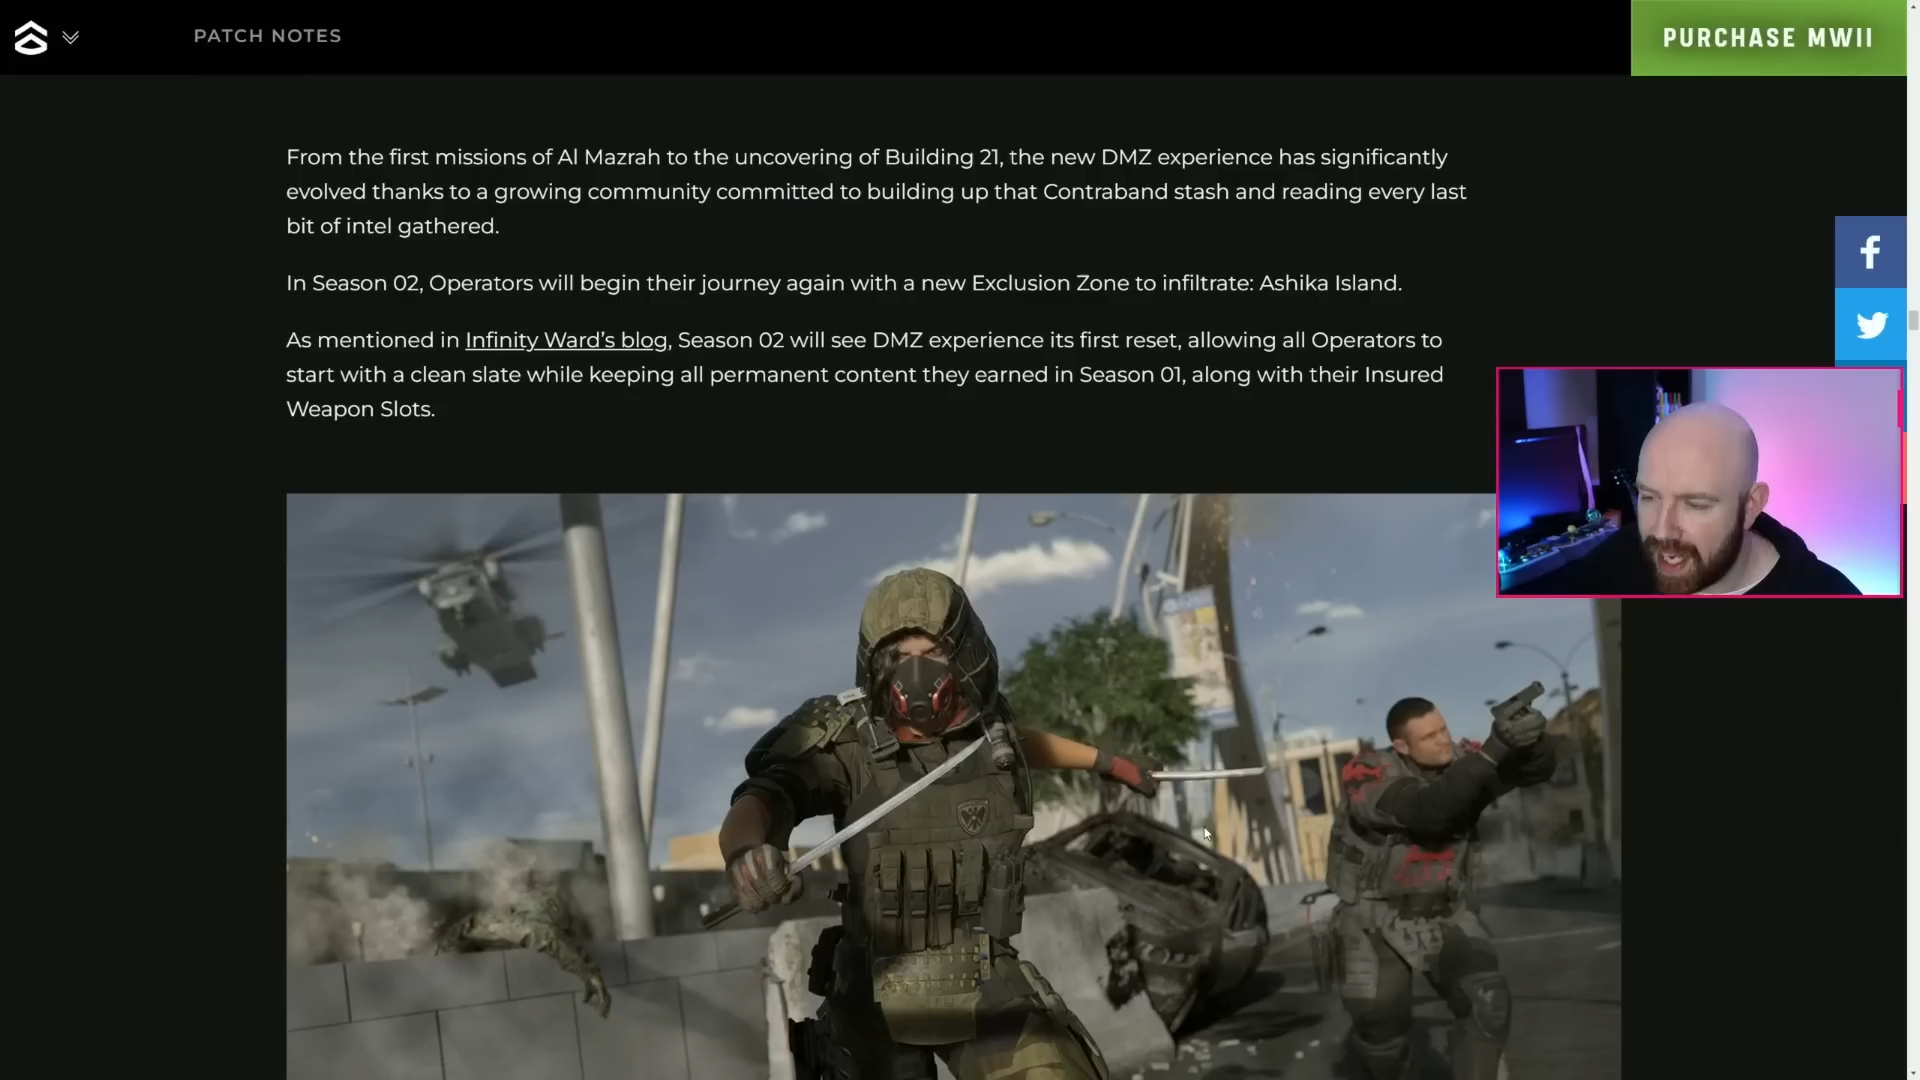 PATCH NOTES
PURCHASE MWII
From the first missions of Al Mazrah to the uncovering of Building 21, the new DMZ experience has significantly
evolved thanks to a growing community committed to building up that Contraband stash and reading every last
bit of intel gathered.
In Season 02, Operators will begin their journey again with a new Exclusion Zone to infiltrate: Ashika Island.
As mentioned in Infinity Ward’s blog, Season 02 will see DMZ experience its first reset, allowing all Operators to
start with a clean slate while keeping all permanent content they earned in Season 01, along with their Insured
Weapon Slots.